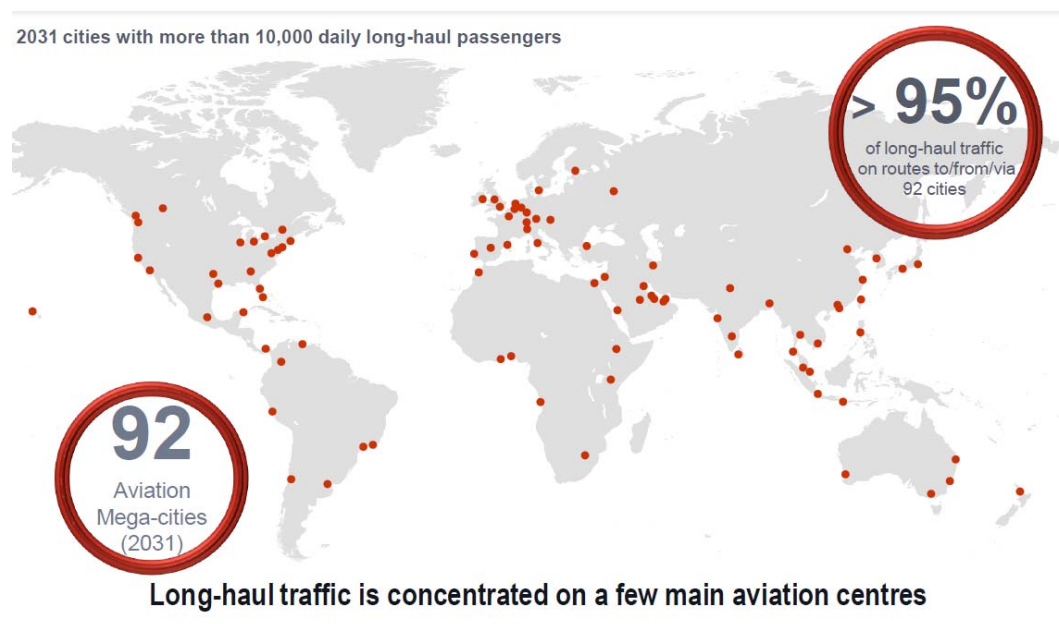 2031 cities with more than 10,000 daily long-haul passengers
> 95%
of long-haul traffic
on routes to/from/via
92 cities
92
Aviation
Mega-cities
(2031)
Long-haul traffic is concentrated on a few main aviation centres